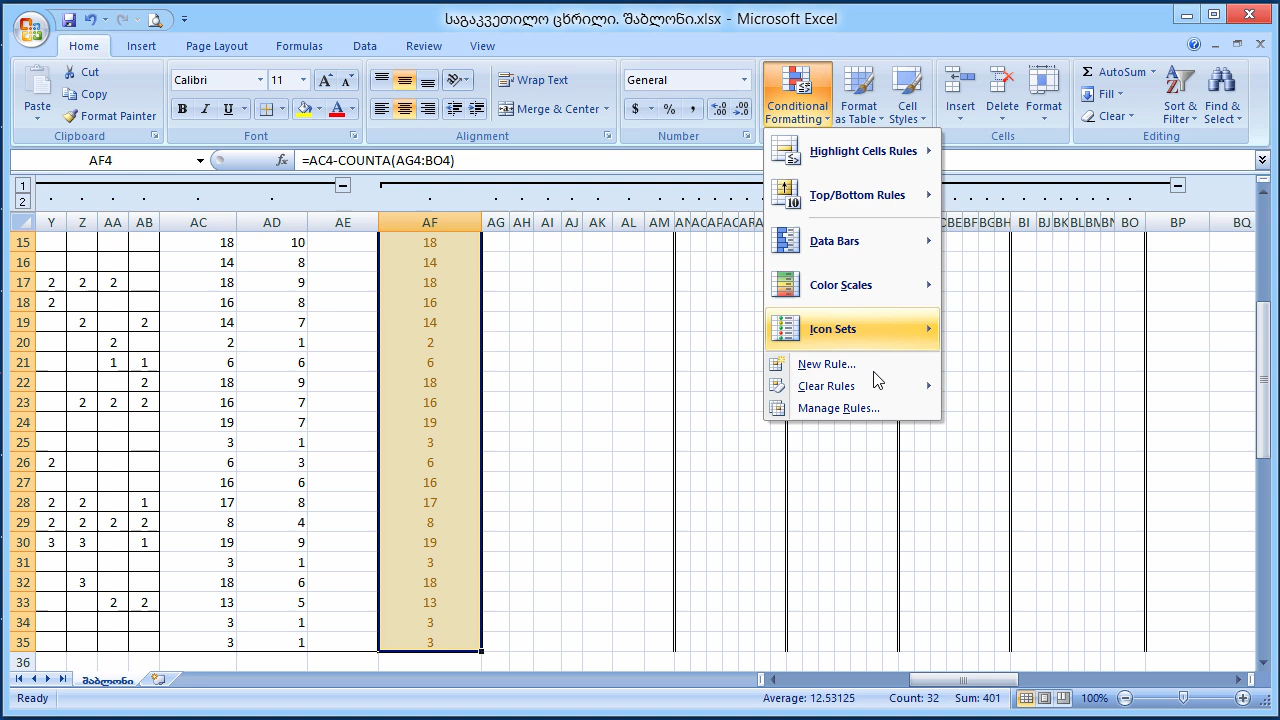 საგაკვეთილო ცხრილი. შაბლონი.xlsx - Microsoft Excel
Home Insert Page Layout Formulas Data Review View
Paste Cut Copy Format Painter Clipboard
Calibri 11 A A B I U A Font
Wrap Text Merge & Center Alignment
General $ % , Number
Conditional Formatting Format as Table Cell Styles
Insert Delete Format Cells
Σ AutoSum Fill Clear Sort & Filter Find & Select Editing
AF4 fx =AC4-COUNTA(AG4:BO4)
Highlight Cells Rules
Top/Bottom Rules
Data Bars
Color Scales
Icon Sets
New Rule...
Clear Rules
Manage Rules...
1
2
Y Z AA AB AC AD AE AF AG AH AI AJ AK AL AM BE BF BG BH BI BJ BK BL BO BP BQ
15 18 10 18
16 14 8 14
17 2 2 2 18 9 18
18 2 16 8 16
19 2 2 14 7 14
20 2 2 1 2
21 1 1 6 6 6
22 2 18 9 18
23 2 2 2 16 7 16
24 19 7 19
25 3 1 3
26 2 6 3 6
27 16 6 16
28 2 2 1 17 8 17
29 2 2 2 2 8 4 8
30 3 3 1 19 9 19
31 3 1 3
32 3 18 6 18
33 2 2 13 5 13
34 3 1 3
35 3 1 3
36
შაბლონი
Ready Average: 12.53125 Count: 32 Sum: 401 100%